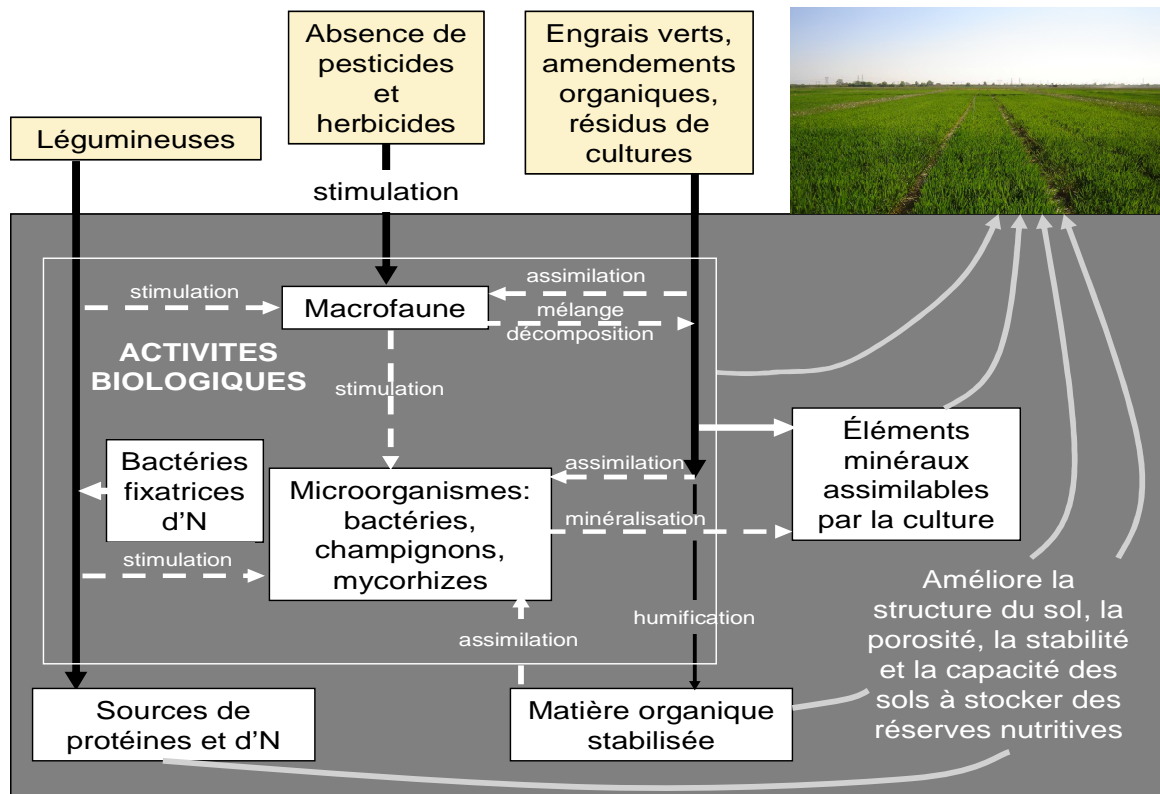 Légumineuses
Absence de
pesticides
et
herbicides
Engrais verts,
amendements
organiques,
résidus de
cultures
stimulation
stimulation
Macrofaune
assimilation
mélange
décomposition
ACTIVITES
BIOLOGIQUES
stimulation
Bactéries
fixatrices
d’N
stimulation
Microorganismes:
bactéries,
champignons,
mycorhizes
assimilation
minéralisation
Éléments
minéraux
assimilables
par la culture
assimilation
humification
Sources de
protéines et d’N
Matière organique
stabilisée
Améliore la
structure du sol, la
porosité, la stabilité
et la capacité des
sols à stocker des
réserves nutritives